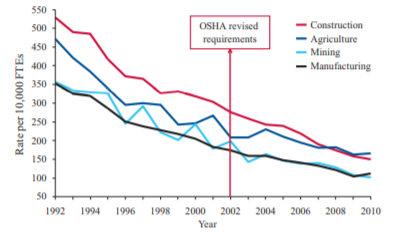 550
500
450
400
350
300
250
200
150
100
50
Rate per 10,000 FTEs
OSHA revised
requirements
Construction
Agriculture
Mining
Manufacturing
1992 1994 1996 1998 2000 2002 2004 2006 2008 2010
Year